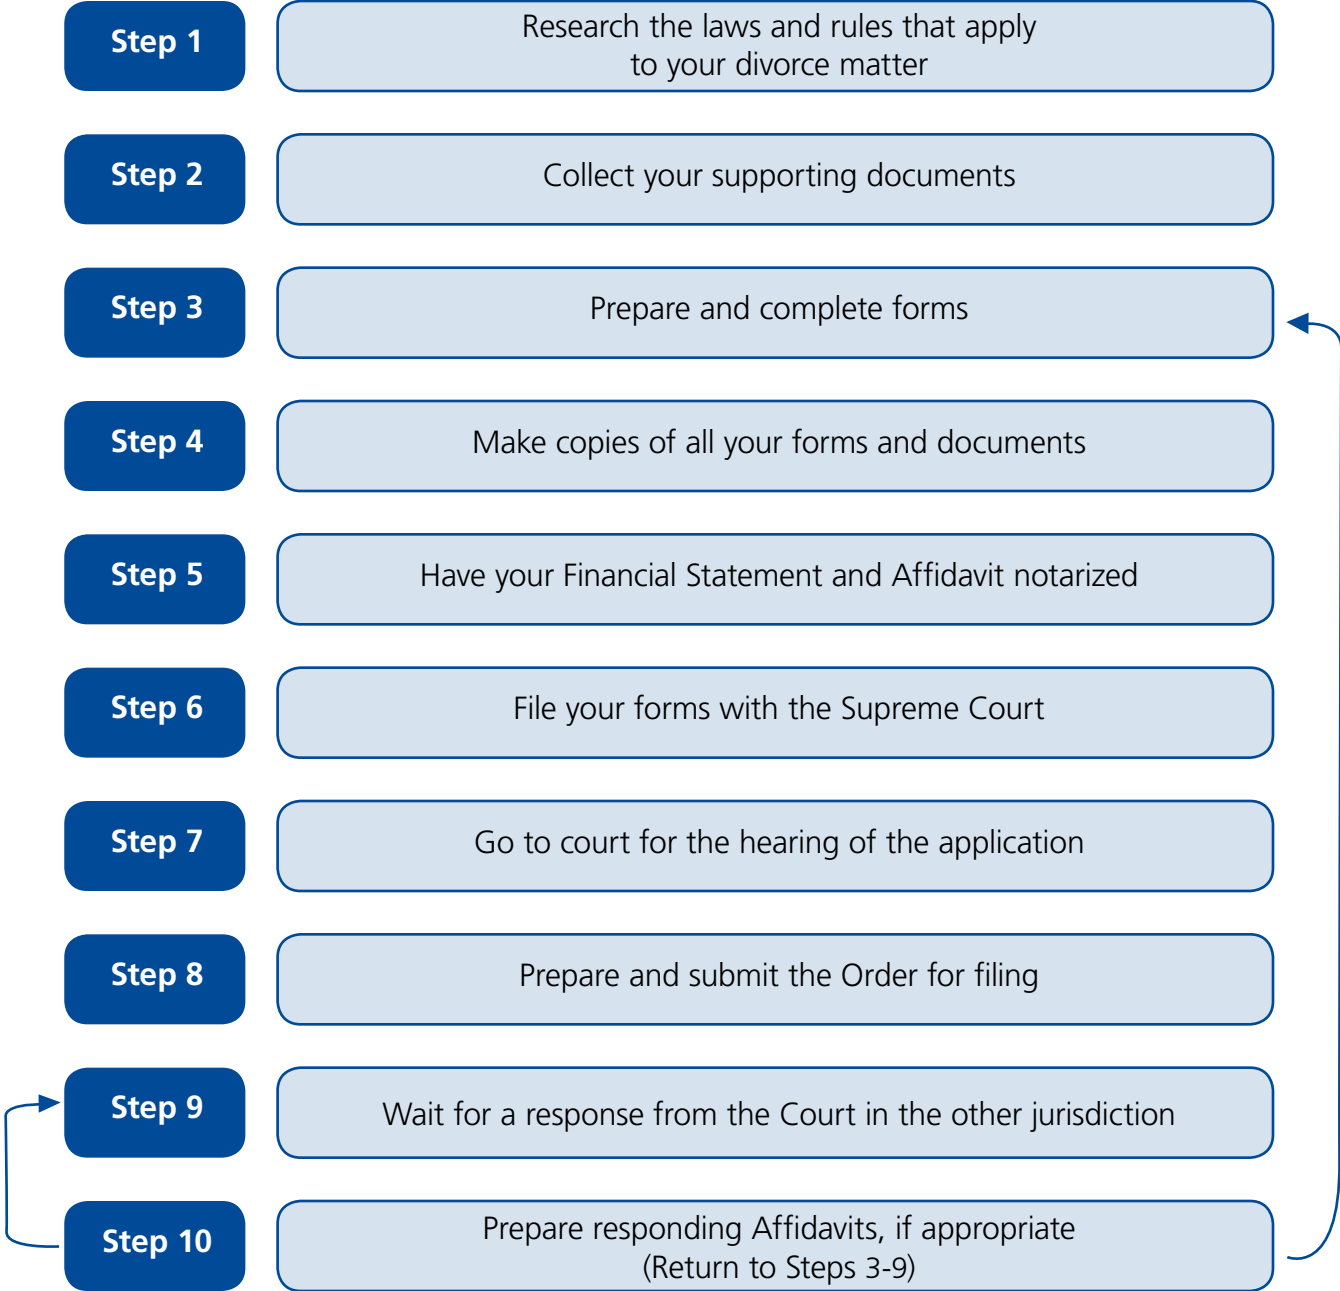 Step 1
Research the laws and rules that apply
to your divorce matter
Step 2
Collect your supporting documents
Step 3
Prepare and complete forms
Step 4
Make copies of all your forms and documents
Step 5
Have your Financial Statement and Affidavit notarized
Step 6
File your forms with the Supreme Court
Step 7
Go to court for the hearing of the application
Step 8
Prepare and submit the Order for filing
Step 9
Wait for a response from the Court in the other jurisdiction
Step 10
Prepare responding Affidavits, if appropriate
(Return to Steps 3-9)